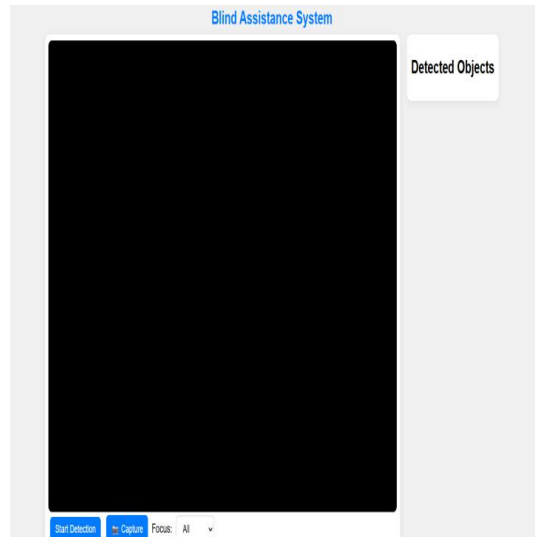 Blind Assistance System
Detected Objects
Start Detection 📷 Capture Focus: All